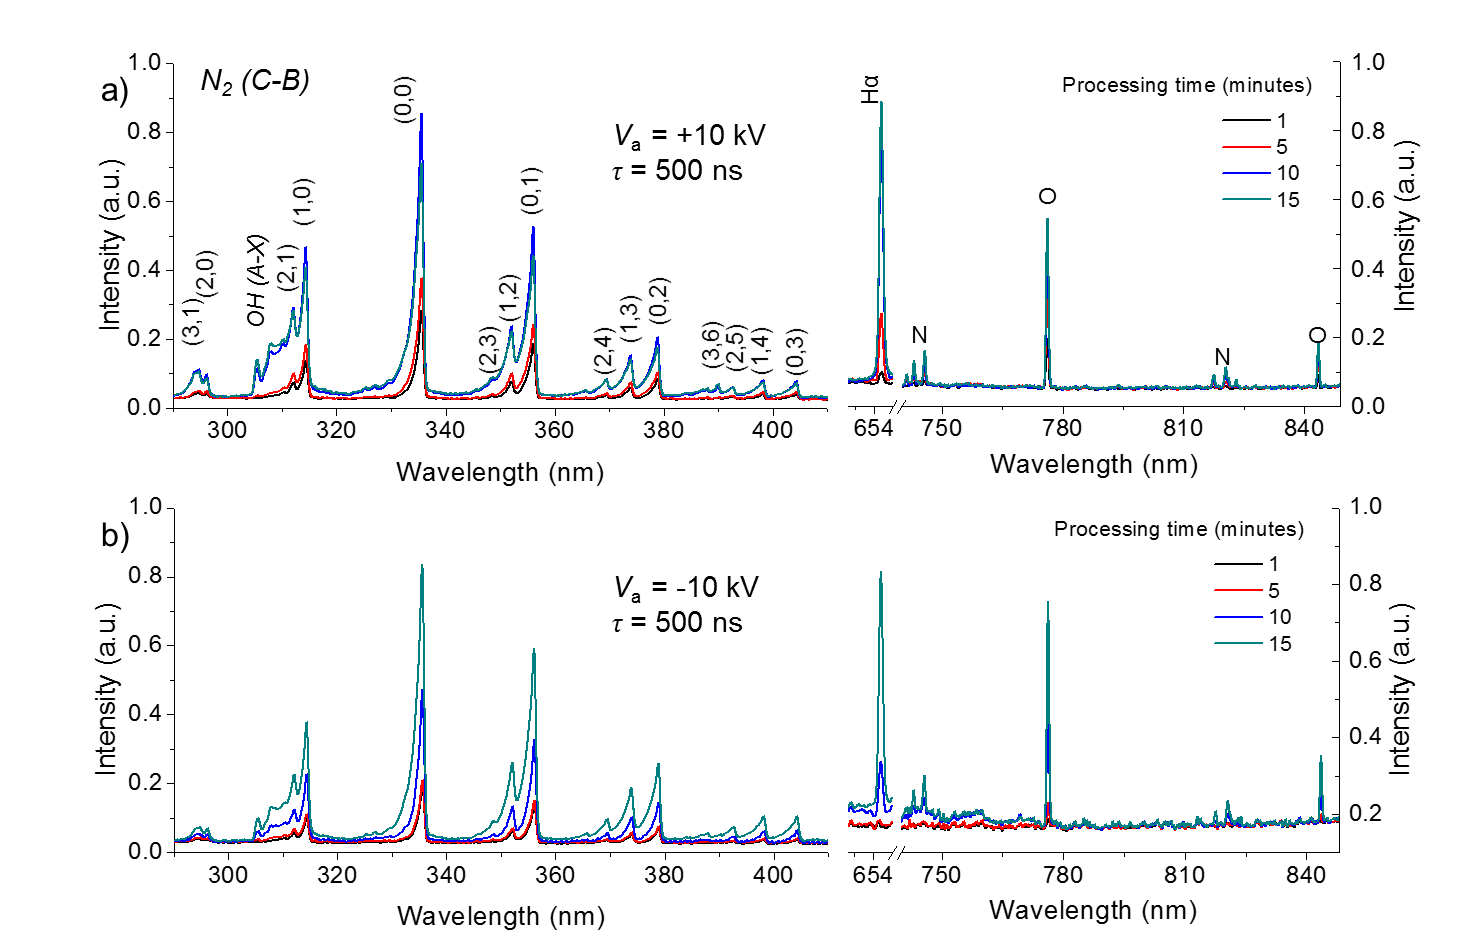 a)
N2 (C-B)
Va = +10 kV
τ = 500 ns
(3,1)
(2,0)
OH (A-X)
(2,1)
(1,0)
(0,0)
(2,3)
(1,2)
(0,1)
(2,4)
(1,3)
(0,2)
(3,6)
(2,5)
(1,4)
(0,3)
Intensity (a.u.)
1.0
0.8
0.6
0.4
0.2
0.0
300
320
340
360
380
400
Wavelength (nm)
Hα
N
O
N
O
Processing time (minutes)
1
5
10
15
1.0
0.8
0.6
0.4
0.2
0.0
Intensity (a.u.)
654
750
780
810
840
Wavelength (nm)
b)
Va = -10 kV
τ = 500 ns
Intensity (a.u.)
1.0
0.8
0.6
0.4
0.2
0.0
300
320
340
360
380
400
Wavelength (nm)
Processing time (minutes)
1
5
10
15
1.0
0.8
0.6
0.4
0.2
Intensity (a.u.)
654
750
780
810
840
Wavelength (nm)